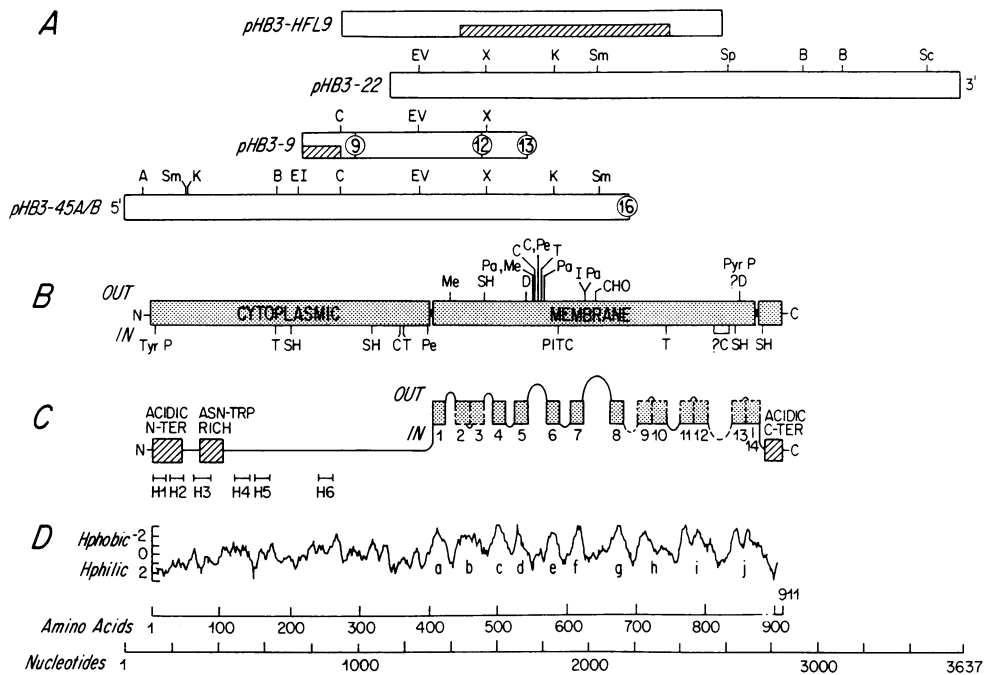 A
pHB3-HFL9
EV X K Sm Sp B B Sc
pHB3-22 3'
C EV X
pHB3-9 9 12 13
A Sm K B EI C EV X K Sm
pHB3-45A/B 5' 16
B
C C,Pe T
Pa,Me Pa Pyr P
Me SH D I Pa CHO ?D
OUT
N CYTOPLASMIC MEMBRANE C
IN
Tyr P T SH SH C T Pe PITC T ?C SH SH
C
OUT
ACIDIC N-TER ASN-TRP RICH ACIDIC C-TER
IN 1 2 3 4 5 6 7 8 9 10 11 12 13 14
N C
H1 H2 H3 H4 H5 H6
D
Hphobic -2
0
Hphilic 2
a b c d e f g h i j
911
Amino Acids 1 100 200 300 400 500 600 700 800 900
Nucleotides 1 1000 2000 3000 3637